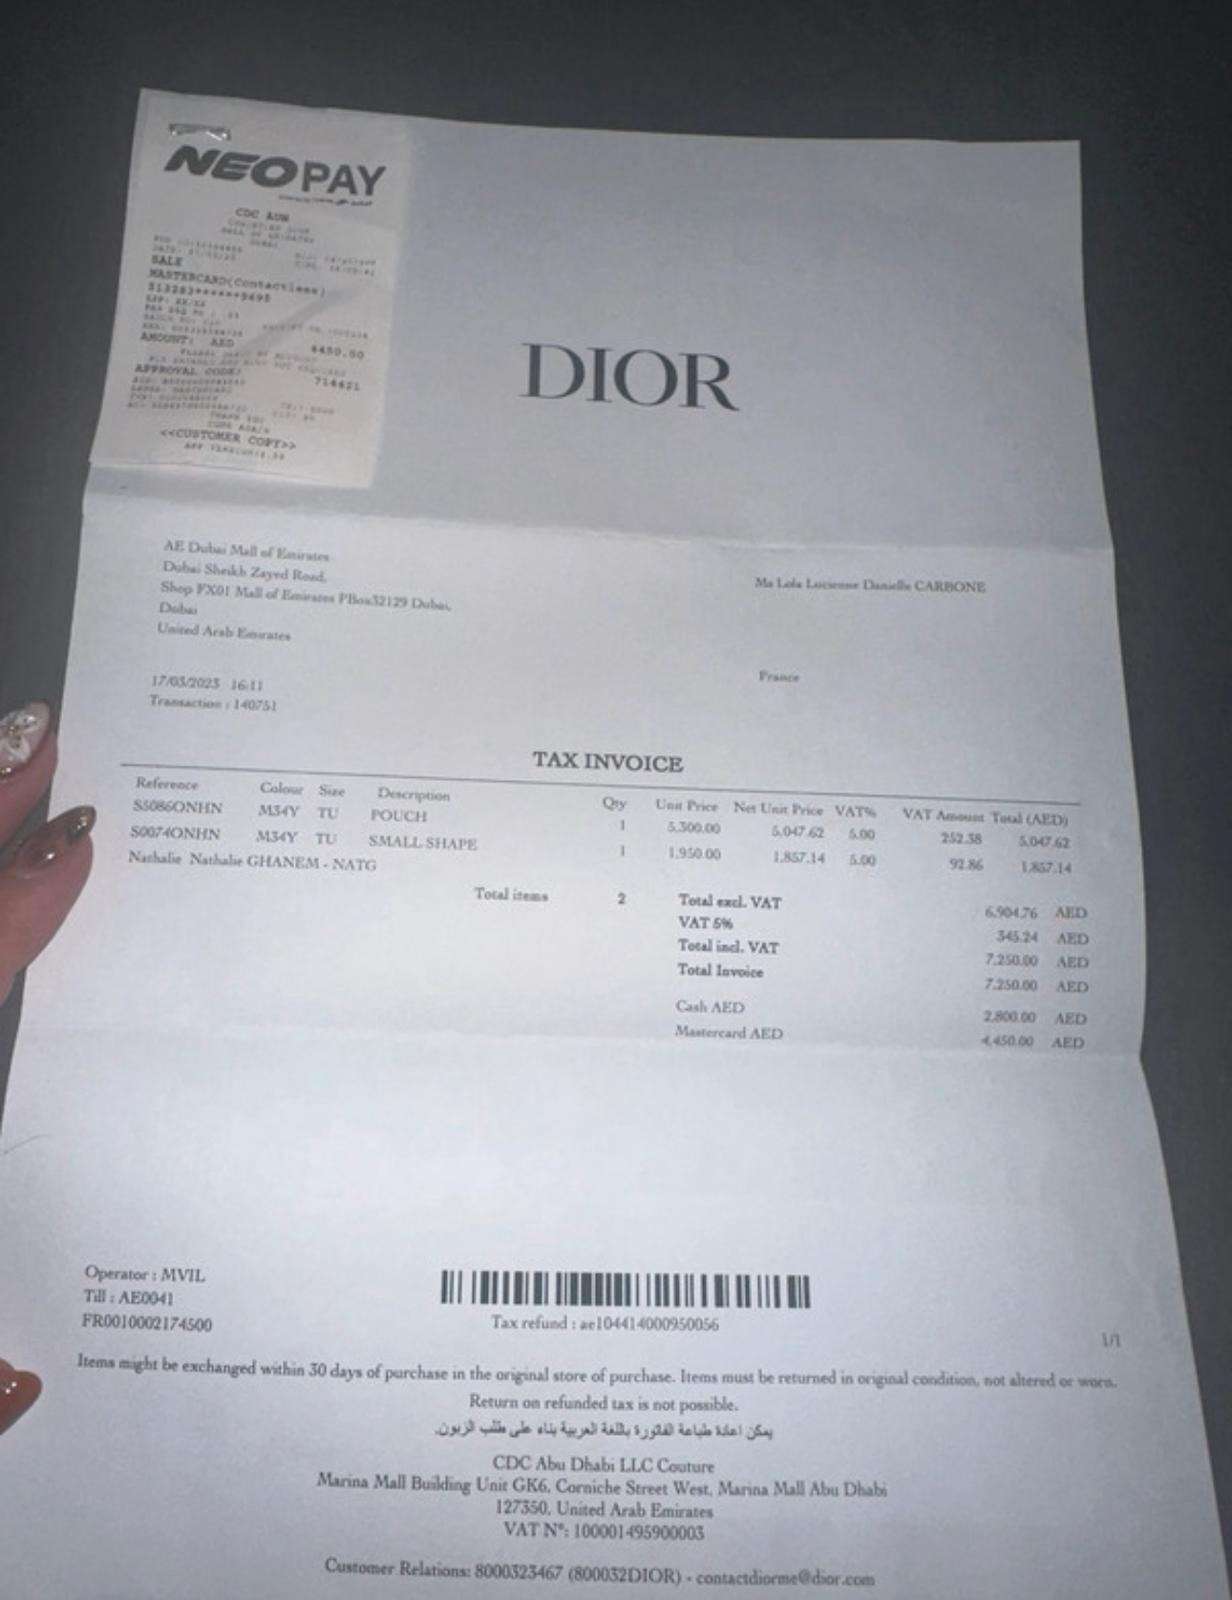 NEOPAY
SALE
MASTERCARD(Contactless)
AMOUNT: AED 4450.00
APPROVAL CODE: 714421
<<CUSTOMER COPY>>
DIOR
AE Dubai Mall of Emirates
Dubai Sheikh Zayed Road,
Shop FX01 Mall of Emirates PBox32129 Dubai,
Dubai
United Arab Emirates
Ms Lola Lucienne Danielle CARBONE
France
17/03/2023 16:11
Transaction : 140751
TAX INVOICE
Reference Colour Size Description Qty Unit Price Net Unit Price VAT% VAT Amount Total (AED)
S5086ONHN M34Y TU POUCH 1 5,300.00 5,047.62 5.00 252.38 5,047.62
S0074ONHN M34Y TU SMALL SHAPE 1 1,950.00 1,857.14 5.00 92.86 1,857.14
Nathalie Nathalie GHANEM - NATG
Total items 2
Total excl. VAT 6,904.76 AED
VAT 5% 345.24 AED
Total incl. VAT 7,250.00 AED
Total Invoice 7,250.00 AED
Cash AED 2,800.00 AED
Mastercard AED 4,450.00 AED
Operator : MVIL
Till : AE0041
FR0010002174500
Tax refund : ae104414000950056
1/1
Items might be exchanged within 30 days of purchase in the original store of purchase. Items must be returned in original condition, not altered or worn.
Return on refunded tax is not possible.
يمكن اعادة طباعة الفاتورة باللغة العربية بناء على طلب الزبون.
CDC Abu Dhabi LLC Couture
Marina Mall Building Unit GK6, Corniche Street West, Marina Mall Abu Dhabi
127350, United Arab Emirates
VAT N°: 100001495900003
Customer Relations: 8000323467 (800032DIOR) - contactdiorme@dior.com